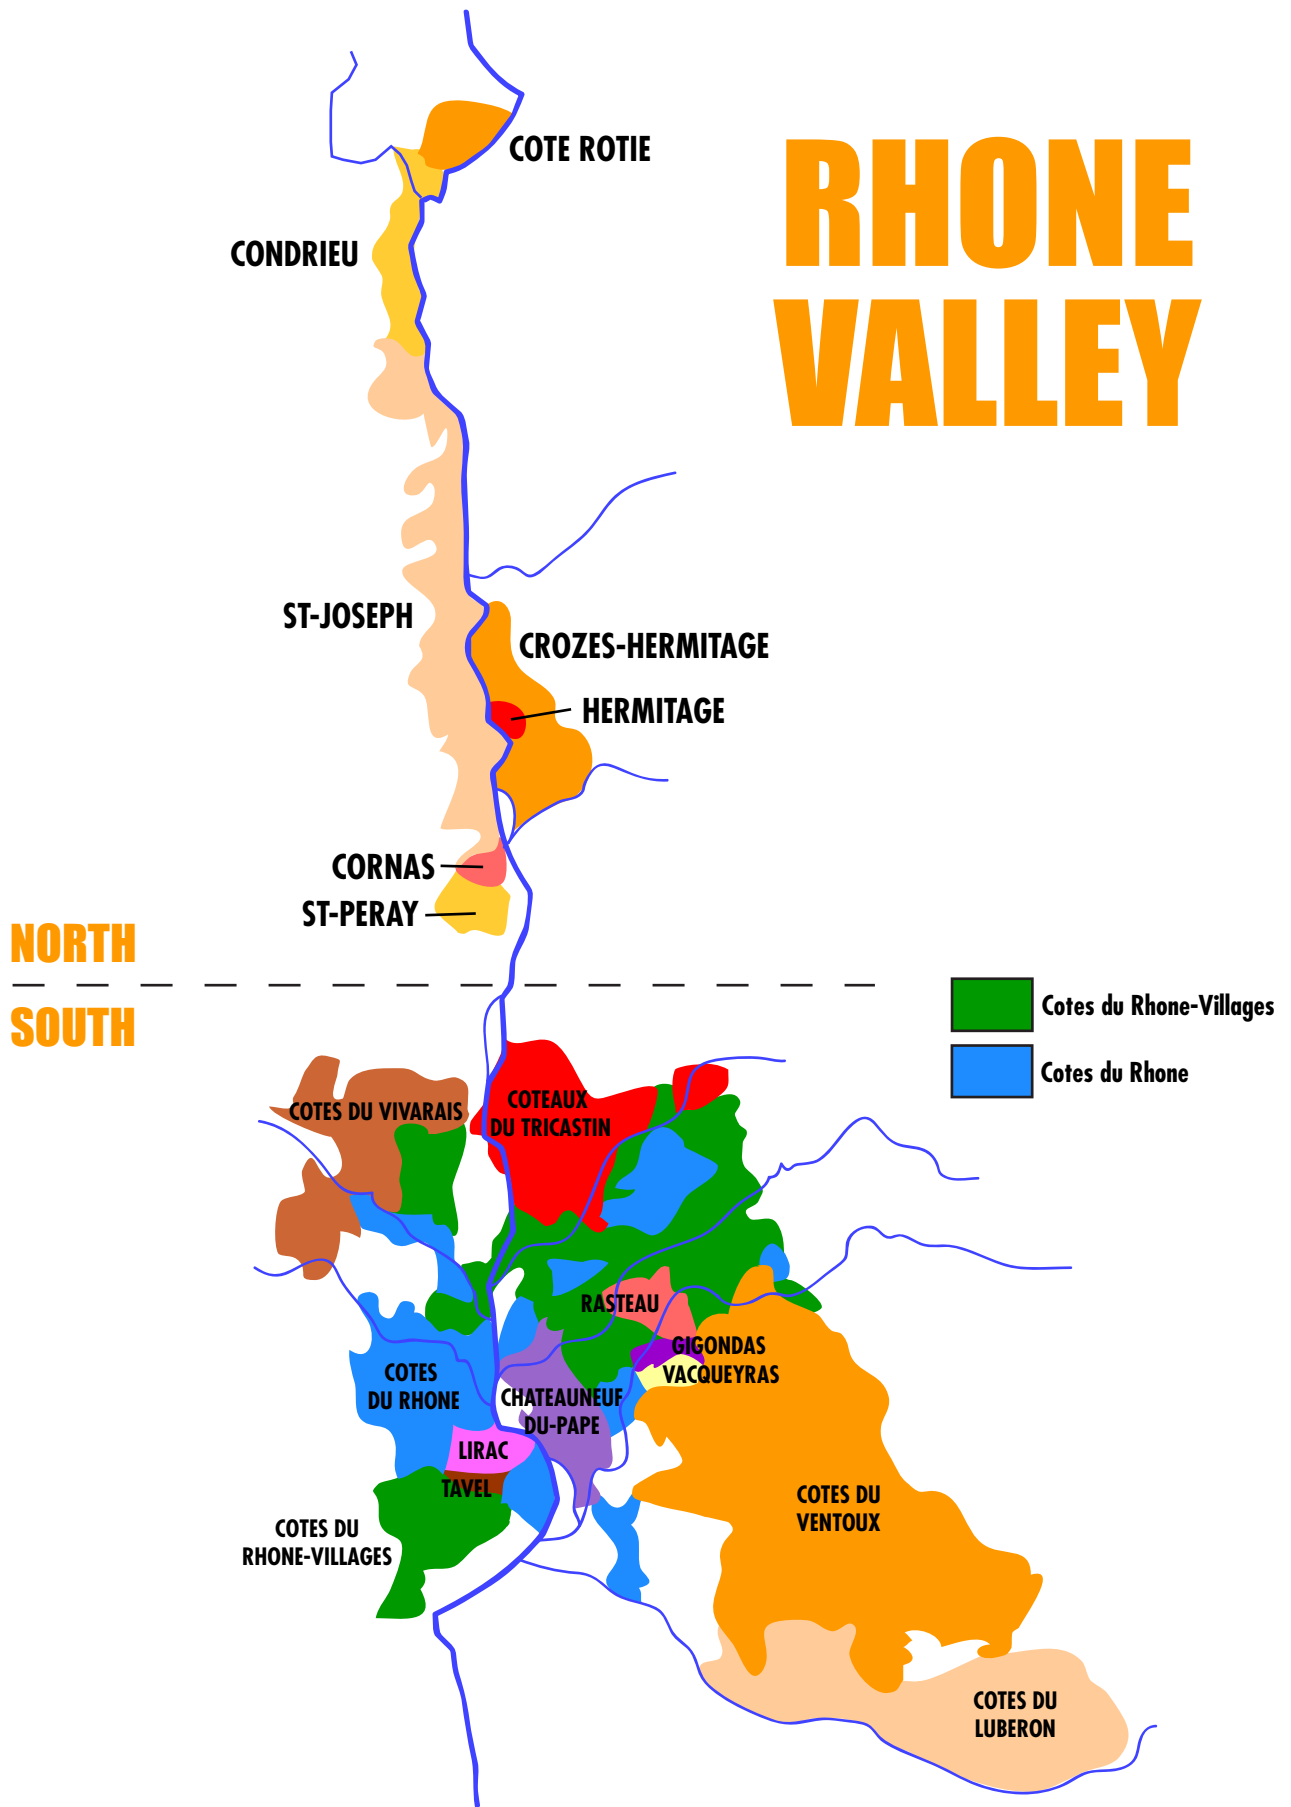 RHONE
VALLEY
COTE ROTIE
CONDRIEU
ST-JOSEPH
CROZES-HERMITAGE
HERMITAGE
CORNAS
ST-PERAY
NORTH
SOUTH
Cotes du Rhone-Villages
Cotes du Rhone
COTES DU VIVARAIS
COTEAUX
DU TRICASTIN
RASTEAU
GIGONDAS
VACQUEYRAS
COTES
DU RHONE
CHATEAUNEUF
DU-PAPE
LIRAC
TAVEL
COTES DU
RHONE-VILLAGES
COTES DU
VENTOUX
COTES DU
LUBERON